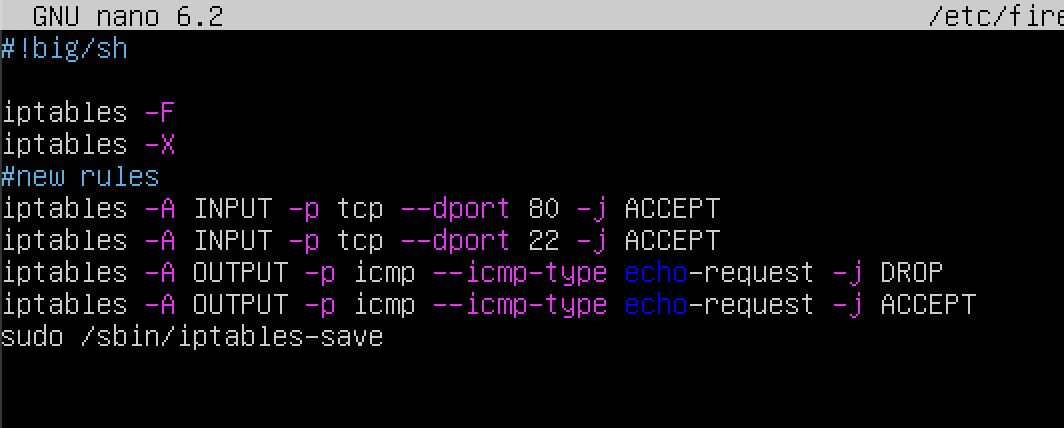 GNU nano 6.2 /etc/fire
#!big/sh
iptables -F
iptables -X
#new rules
iptables -A INPUT -p tcp --dport 80 -j ACCEPT
iptables -A INPUT -p tcp --dport 22 -j ACCEPT
iptables -A OUTPUT -p icmp --icmp-type echo-request -j DROP
iptables -A OUTPUT -p icmp --icmp-type echo-request -j ACCEPT
sudo /sbin/iptables-save